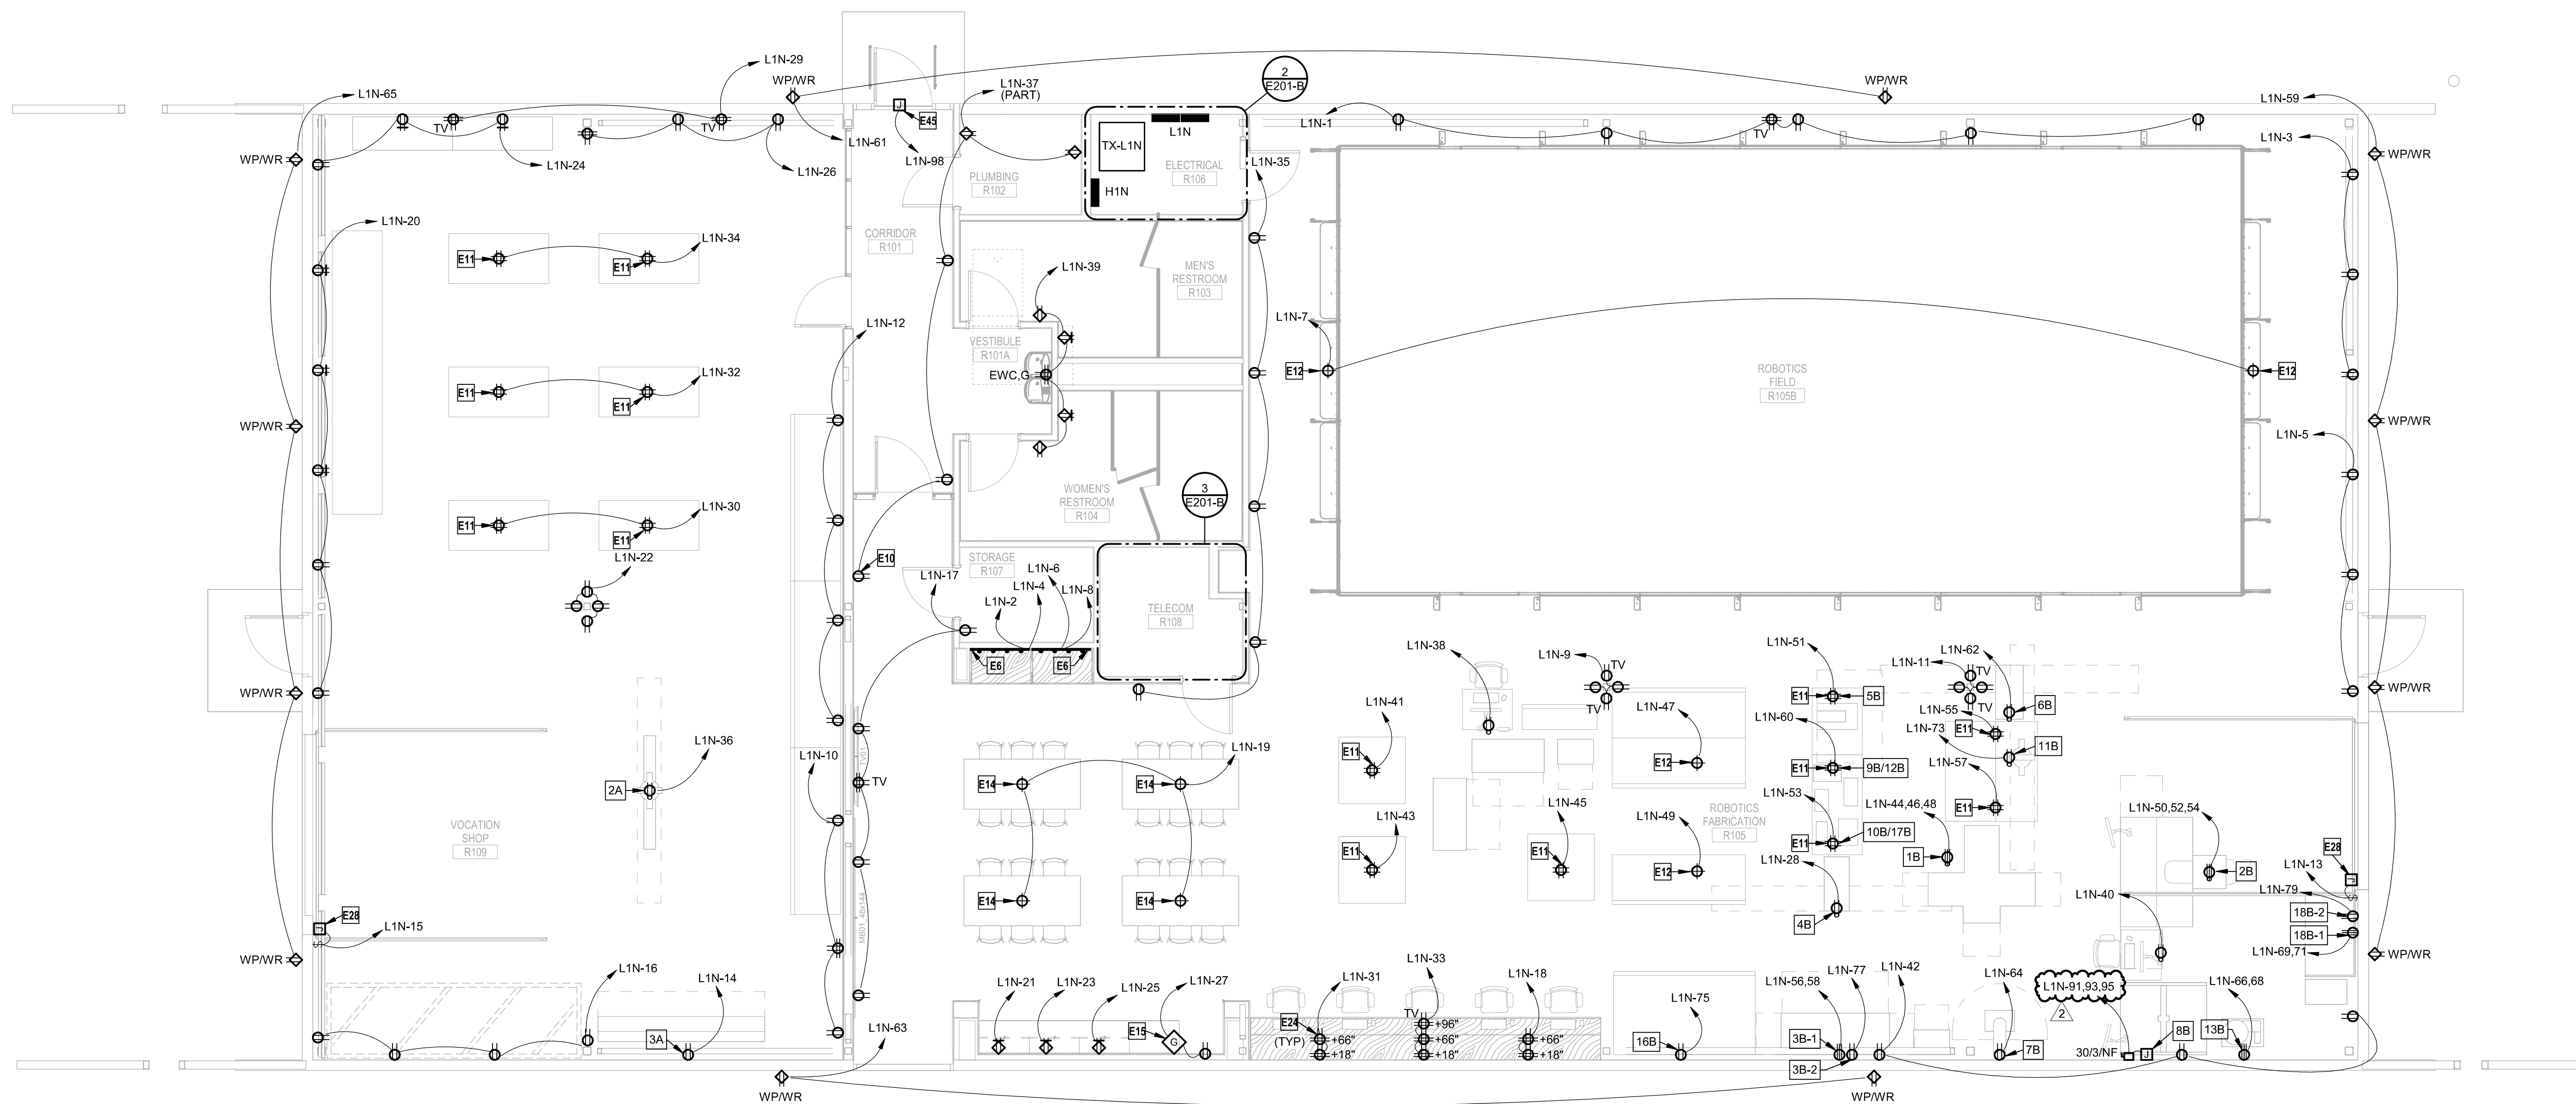 L1N-29
WP/WR
L1N-65
TV
TV
L1N-24
L1N-26
L1N-61
L1N-98
E45
L1N-37
(PART)
2
E201-B
L1N
TX-L1N
H1N
ELECTRICAL
R106
PLUMBING
R102
L1N-35
L1N-1
TV
WP/WR
L1N-59
L1N-3
WP/WR
WP/WR
L1N-20
E11
E11
L1N-34
CORRIDOR
R101
MEN'S
RESTROOM
R103
L1N-39
L1N-12
VESTIBULE
R101A
EWC,G
L1N-7
E12
ROBOTICS
FIELD
R105B
E12
WP/WR
L1N-5
E11
E11
L1N-32
WP/WR
E11
E11
L1N-30
L1N-22
WOMEN'S
RESTROOM
R104
3
E201-B
E10
STORAGE
R107
L1N-17
L1N-6
L1N-4
L1N-8
L1N-2
E6
E6
TELECOM
R108
WP/WR
WP/WR
L1N-38
L1N-9
TV
TV
L1N-51
L1N-62
L1N-11
TV
TV
E11
5B
6B
L1N-41
L1N-47
L1N-60
L1N-55
E11
L1N-73
11B
L1N-36
2A
L1N-10
TV01
TV
L1N-19
E14
E14
E11
E12
E11
9B/12B
L1N-57
E11
VOCATION
SHOP
R109
L1N-43
L1N-45
L1N-49
ROBOTICS
FABRICATION
R105
L1N-53
L1N-44,46,48
L1N-50,52,54
E11
E11
E12
E11
10B/17B
1B
2B
E28
L1N-13
L1N-28
L1N-79
E14
E14
MB01 48x144
4B
L1N-40
18B-2
18B-1
L1N-69,71
E28
L1N-15
WP/WR
WP/WR
L1N-16
L1N-14
3A
L1N-63
L1N-21
L1N-23
L1N-25
L1N-27
E15
G
L1N-31
L1N-33
L1N-18
E24
(TYP)
TV
+96"
+66"
+66"
+66"
+18"
+18"
+18"
L1N-75
16B
L1N-56,58
L1N-77
L1N-42
3B-1
3B-2
L1N-64
7B
L1N-91,93,95
2
30/3/NF
J
8B
L1N-66,68
13B
WP/WR
WP/WR